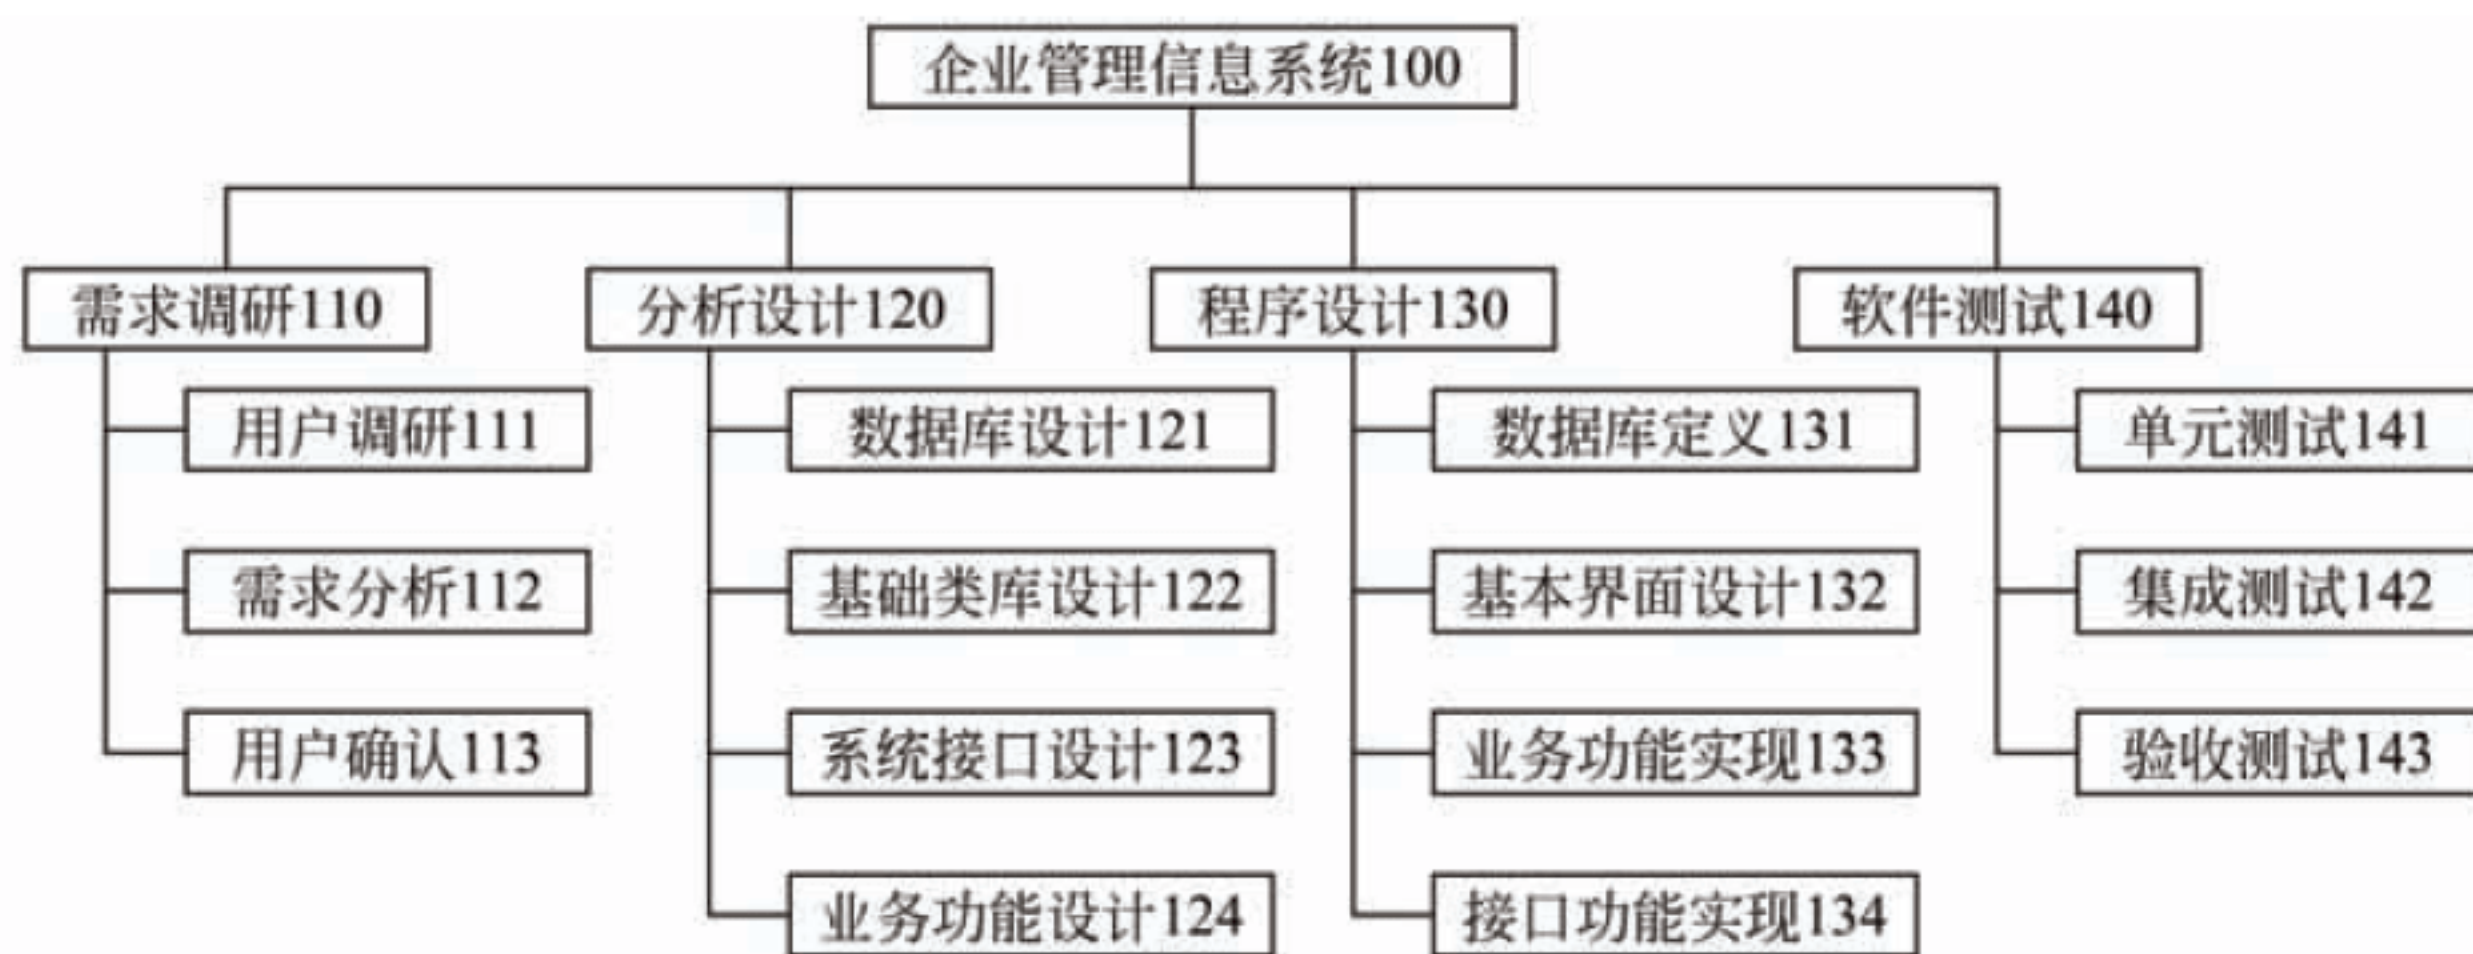 企业管理信息系统100
需求调研110
分析设计120
程序设计130
软件测试140
用户调研111
数据库设计121
数据库定义131
单元测试141
需求分析112
基础类库设计122
基本界面设计132
集成测试142
用户确认113
系统接口设计123
业务功能实现133
验收测试143
业务功能设计124
接口功能实现134